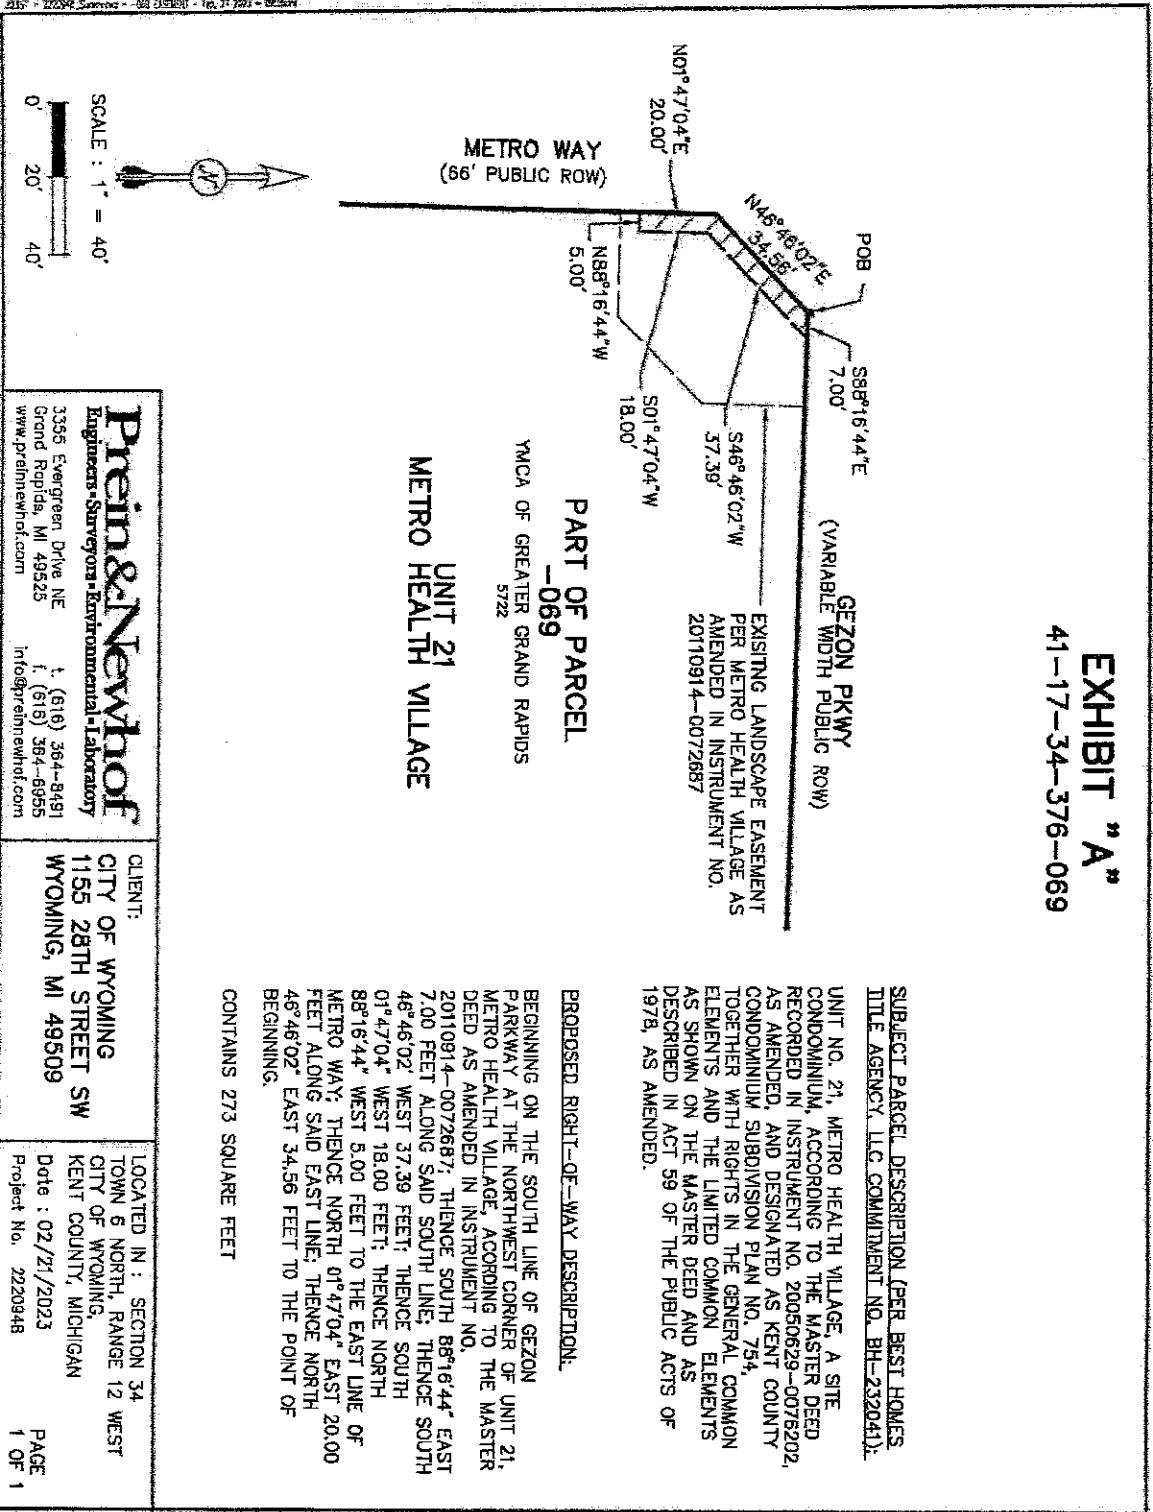 EXHIBIT "A"
41-17-34-376-069
POB
S88°16'44"E
7.00'
N46°46'02"E
34.56'
N01°47'04"E
20.00'
METRO WAY
(66' PUBLIC ROW)
N88°16'44"W
5.00'
S01°47'04"W
18.00'
S46°46'02"W
37.39'
GEZON PKWY
(VARIABLE WIDTH PUBLIC ROW)
EXISITNG LANDSCAPE EASEMENT
PER METRO HEALTH VILLAGE AS
AMENDED IN INSTRUMENT NO.
20110914-0072687
PART OF PARCEL
-069
YMCA OF GREATER GRAND RAPIDS
5722
UNIT 21
METRO HEALTH VILLAGE
N
SCALE : 1" = 40'
0' 20' 40'
SUBJECT PARCEL DESCRIPTION (PER BEST HOMES
TITLE AGENCY, LLC COMMITMENT NO. BH-232041):
UNIT NO. 21, METRO HEALTH VILLAGE, A SITE
CONDOMINIUM, ACCORDING TO THE MASTER DEED
RECORDED IN INSTRUMENT NO. 20050629-0076202,
AS AMENDED, AND DESIGNATED AS KENT COUNTY
CONDOMINIUM SUBDIVISION PLAN NO. 754,
TOGETHER WITH RIGHTS IN THE GENERAL COMMON
ELEMENTS AND THE LIMITED COMMON ELEMENTS
AS SHOWN ON THE MASTER DEED AND AS
DESCRIBED IN ACT 59 OF THE PUBLIC ACTS OF
1978, AS AMENDED.
PROPOSED RIGHT-OF-WAY DESCRIPTION:
BEGINNING ON THE SOUTH LINE OF GEZON
PARKWAY AT THE NORTHWEST CORNER OF UNIT 21,
METRO HEALTH VILLAGE, ACORDING TO THE MASTER
DEED AS AMENDED IN INSTRUMENT NO.
20110914-0072687; THENCE SOUTH 88°16'44" EAST
7.00 FEET ALONG SAID SOUTH LINE; THENCE SOUTH
46°46'02' WEST 37.39 FEET; THENCE SOUTH
01°47'04" WEST 18.00 FEET; THENCE NORTH
88°16'44" WEST 5.00 FEET TO THE EAST LINE OF
METRO WAY; THENCE NORTH 01°47'04" EAST 20.00
FEET ALONG SAID EAST LINE; THENCE NORTH
46°46'02" EAST 34.56 FEET TO THE POINT OF
BEGINNING.
CONTAINS 273 SQUARE FEET
Prein&Newhof
Engineers▪Surveyors▪Environmental▪Laboratory
3355 Evergreen Drive NE t. (616) 364-8491
Grand Rapids, MI 49525 f. (616) 364-6955
www.preinnewhof.com info@preinnewhof.com
CLIENT:
CITY OF WYOMING
1155 28TH STREET SW
WYOMING, MI 49509
LOCATED IN : SECTION 34
TOWN 6 NORTH, RANGE 12 WEST
CITY OF WYOMING,
KENT COUNTY, MICHIGAN
Date : 02/21/2023
Project No. 2220948
PAGE
1 OF 1